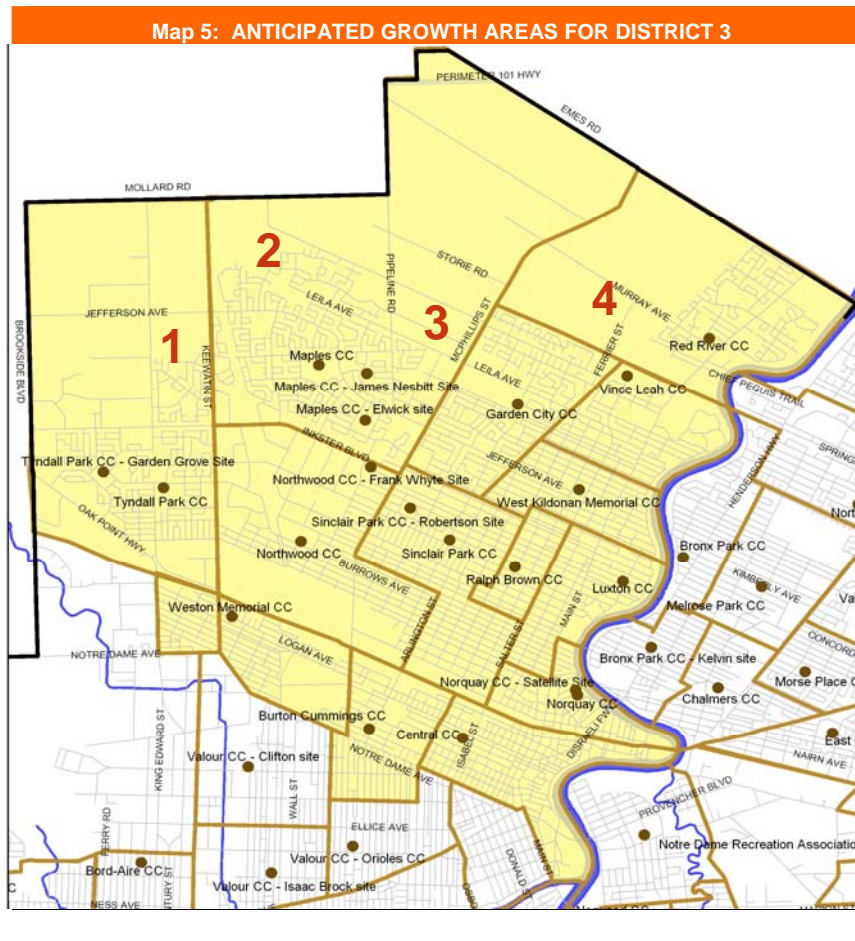 Map 5: ANTICIPATED GROWTH AREAS FOR DISTRICT 3
PERIMETER 101 HWY
EMES RD
MOLLARD RD
2
STORIE RD
PIPELINE RD
3
4
MURRAY AVE
LEILA AVE
JEFFERSON AVE
1
BROOKSIDE BLVD
KEEWATIN ST
MCPHILLIPS ST
FERRIER ST
Red River CC
Maples CC
Maples CC - James Nesbitt Site
LEILA AVE
Vince Leah CC
CHIEF PEGUIS TRAIL
Maples CC - Elwick site
Garden City CC
INKSTER BLVD
JEFFERSON AVE
HENDERSON HWY
SPRING
Tyndall Park CC - Garden Grove Site
Northwood CC - Frank Whyte Site
Tyndall Park CC
West Kildonan Memorial CC
Nort
OAK POINT HWY
Sinclair Park CC - Robertson Site
Northwood CC
Sinclair Park CC
Bronx Park CC
BURROWS AVE
Ralph Brown CC
Luxton CC
KIMBERLY AVE
Val
Weston Memorial CC
ARLINGTON ST
SALTER ST
MAIN ST
Melrose Park CC
CONCORD
NOTRE DAME AVE
LOGAN AVE
Bronx Park CC - Kelvin site
Norquay CC - Satellite Site
Morse Place C
Norquay CC
Chalmers CC
KING EDWARD ST
Burton Cummings CC
Central CC
ISABEL ST
DISRAELI FW
East
Valour CC - Clifton site
NOTRE DAME AVE
NAIRN AVE
WALL ST
PROVENCHER BLVD
FERRY RD
ELLICE AVE
Notre Dame Recreation Associatio
Valour CC - Orioles CC
MAIN ST
DONALD ST
Bord-Aire CC
Valour CC - Isaac Brock site
NESS AVE